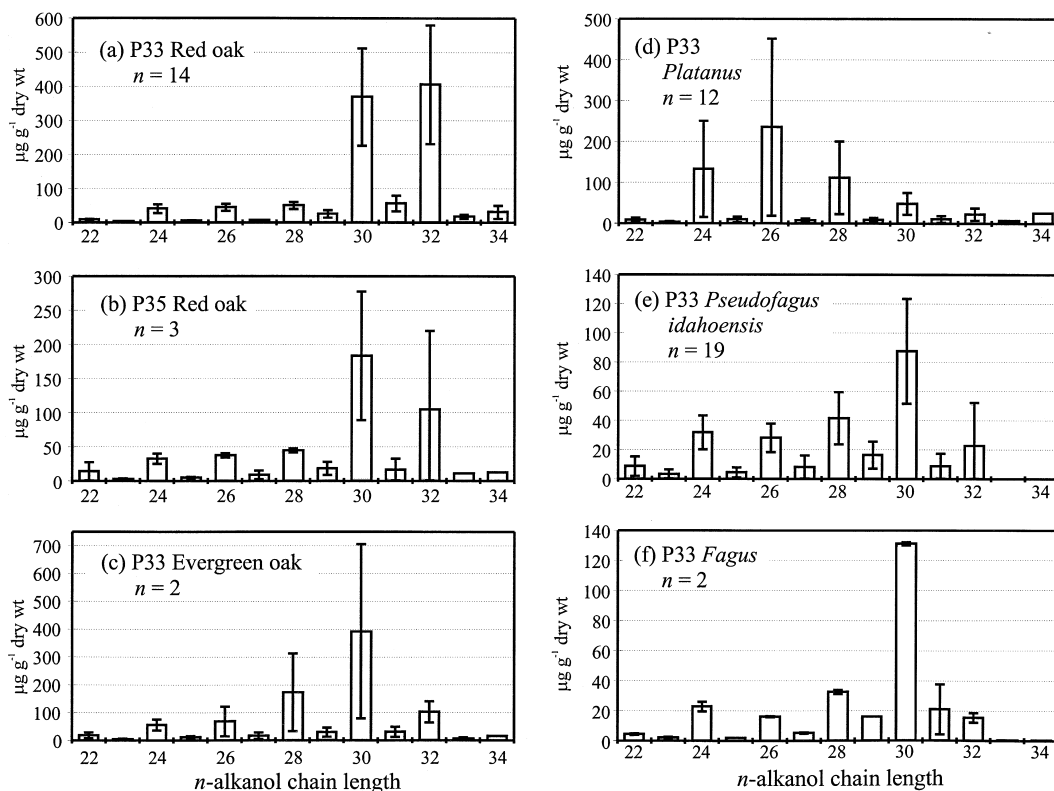 (a) P33 Red oak
n = 14
µg g⁻¹ dry wt
600
500
400
300
200
100
0
22 24 26 28 30 32 34
(b) P35 Red oak
n = 3
µg g⁻¹ dry wt
300
250
200
150
100
50
0
22 24 26 28 30 32 34
(c) P33 Evergreen oak
n = 2
µg g⁻¹ dry wt
700
600
500
400
300
200
100
0
22 24 26 28 30 32 34
n-alkanol chain length
(d) P33
Platanus
n = 12
µg g⁻¹ dry wt
500
400
300
200
100
0
22 24 26 28 30 32 34
(e) P33 Pseudofagus
idahoensis
n = 19
µg g⁻¹ dry wt
140
120
100
80
60
40
20
0
22 24 26 28 30 32 34
(f) P33 Fagus
n = 2
µg g⁻¹ dry wt
140
120
100
80
60
40
20
0
22 24 26 28 30 32 34
n-alkanol chain length